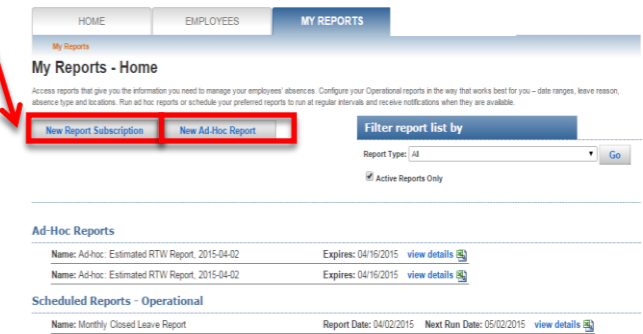 HOME EMPLOYEES MY REPORTS
My Reports
My Reports - Home
Access reports that give you the information you need to manage your employees' absences. Configure your Operational reports in the way that works best for you – date ranges, leave reason,
absence type and locations. Run ad hoc reports or schedule your preferred reports to run at regular intervals and receive notifications when they are available.
New Report Subscription New Ad-Hoc Report
Filter report list by
Report Type: All Go
Active Reports Only
Ad-Hoc Reports
Name: Ad-hoc: Estimated RTW Report, 2015-04-02 Expires: 04/16/2015 view details
Name: Ad-hoc: Estimated RTW Report, 2015-04-02 Expires: 04/16/2015 view details
Scheduled Reports - Operational
Name: Monthly Closed Leave Report Report Date: 04/02/2015 Next Run Date: 05/02/2015 view details